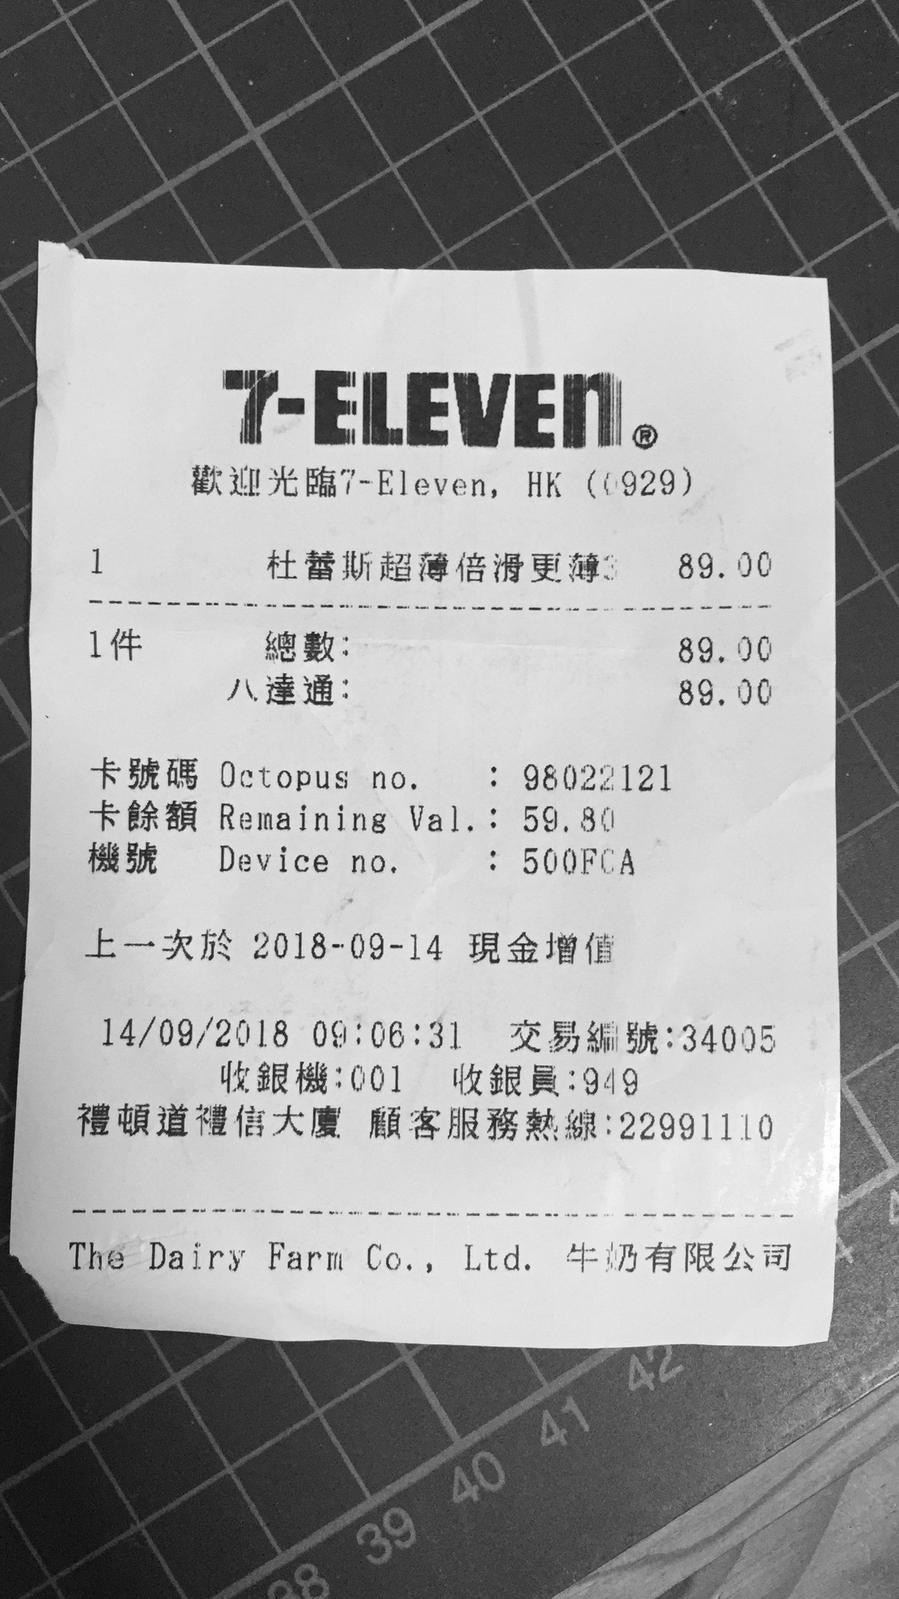 7-ELEVEN®
歡迎光臨7-Eleven, HK (0929)
1 杜蕾斯超薄倍滑更薄3 89.00
1件 總數: 89.00
八達通: 89.00
卡號碼 Octopus no. : 98022121
卡餘額 Remaining Val.: 59.80
機號 Device no. : 500FCA
上一次於 2018-09-14 現金增值
14/09/2018 09:06:31 交易編號:34005
收銀機:001 收銀員:949
禮頓道禮信大廈 顧客服務熱線:22991110
The Dairy Farm Co., Ltd. 牛奶有限公司
42
41
40
39
38